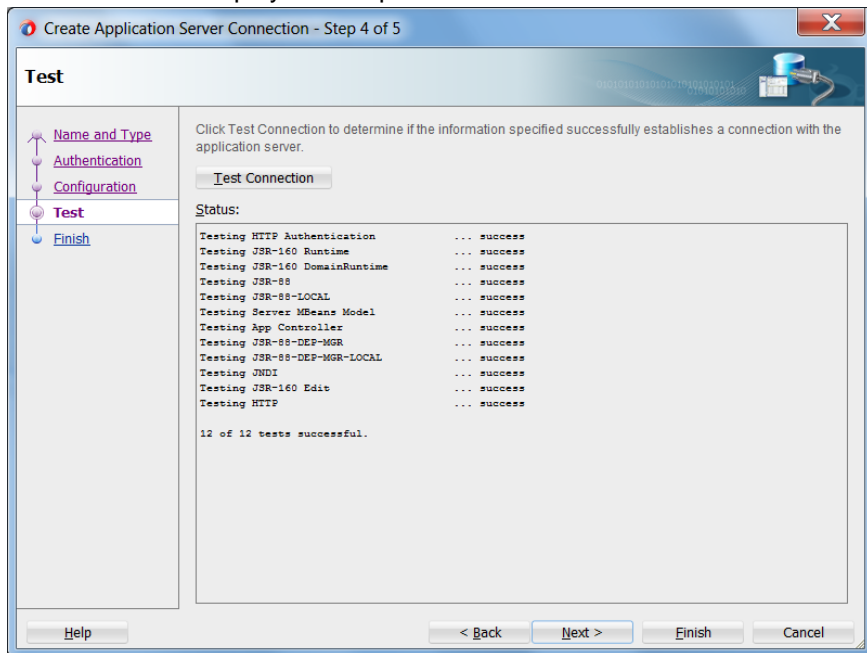 Create Application Server Connection - Step 4 of 5
Test
Name and Type
Authentication
Configuration
Test
Finish
Click Test Connection to determine if the information specified successfully establishes a connection with the
application server.
Test Connection
Status:
Testing HTTP Authentication ... success
Testing JSR-160 Runtime ... success
Testing JSR-160 DomainRuntime ... success
Testing JSR-88 ... success
Testing JSR-88-LOCAL ... success
Testing Server MBeans Model ... success
Testing App Controller ... success
Testing JSR-88-DEP-MGR ... success
Testing JSR-88-DEP-MGR-LOCAL ... success
Testing JNDI ... success
Testing JSR-160 Edit ... success
Testing HTTP ... success
12 of 12 tests successful.
Help
< Back
Next >
Finish
Cancel